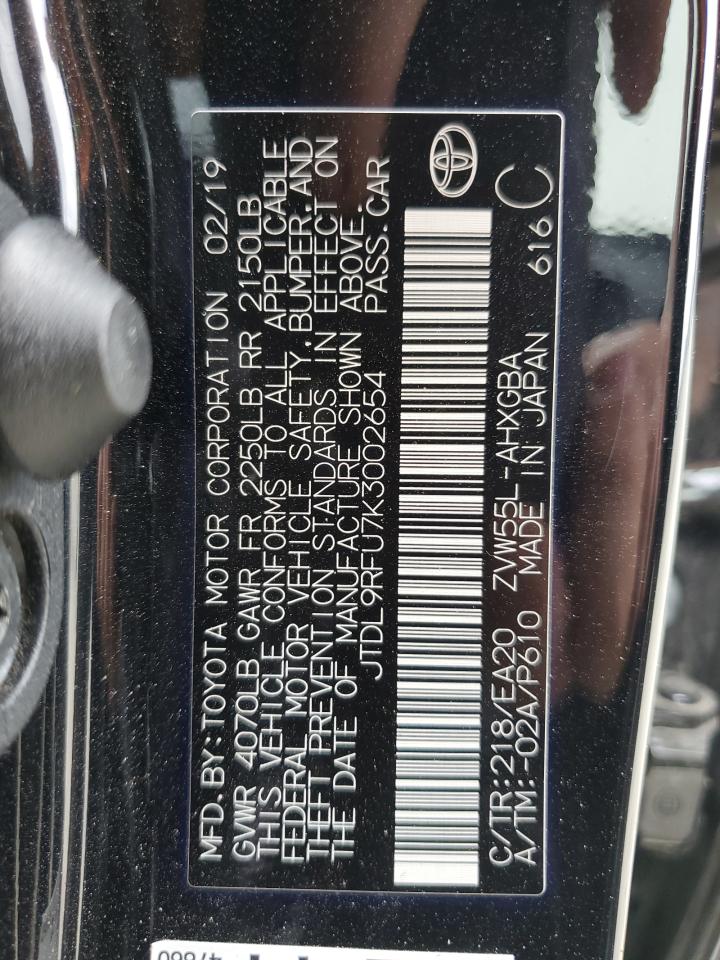 MFD. BY: TOYOTA MOTOR CORPORATION 02/19
GVWR 4070LB GAWR FR 2250LB RR 2150LB
THIS VEHICLE CONFORMS TO ALL APPLICABLE
FEDERAL MOTOR VEHICLE SAFETY, BUMPER, AND
THEFT PREVENTION STANDARDS IN EFFECT ON
THE DATE OF MANUFACTURE SHOWN ABOVE.
JTDL9RFU7K3002654 PASS. CAR
C/TR:218/EA20 ZVW55L-AHXGBA
A/TM:-02A/P610 MADE IN JAPAN 616 C